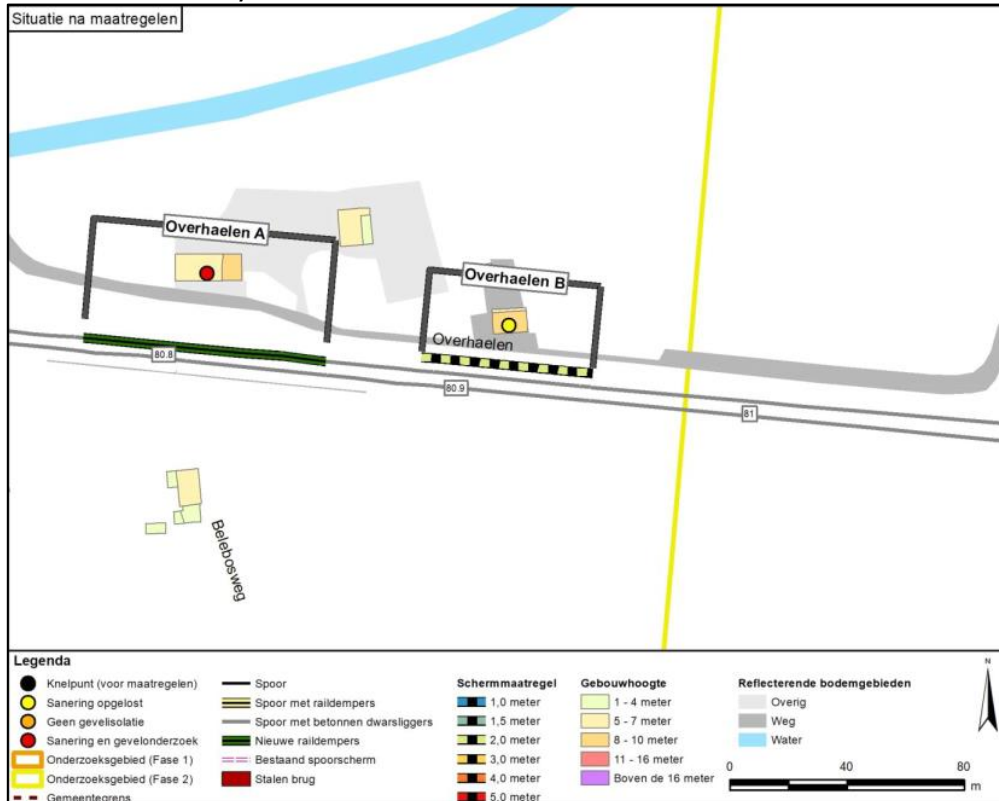 Situatie na maatregelen
Overhaelen A
Overhaelen B
Overhaelen
80.8
80.9
81
Belebosweg
Legenda
Knelpunt (voor maatregelen)
Sanering opgelost
Geen gevelisolatie
Sanering en gevelonderzoek
Onderzoeksgebied (Fase 1)
Onderzoeksgebied (Fase 2)
Gemeentegrens
Spoor
Spoor met raildempers
Spoor met betonnen dwarsliggers
Nieuwe raildempers
Bestaand spoorscherm
Stalen brug
Schermmaatregel
1,0 meter
1,5 meter
2,0 meter
3,0 meter
4,0 meter
5,0 meter
Gebouwhoogte
1 - 4 meter
5 - 7 meter
8 - 10 meter
11 - 16 meter
Boven de 16 meter
Reflecterende bodemgebieden
Overig
Weg
Water
N
0 40 80
m